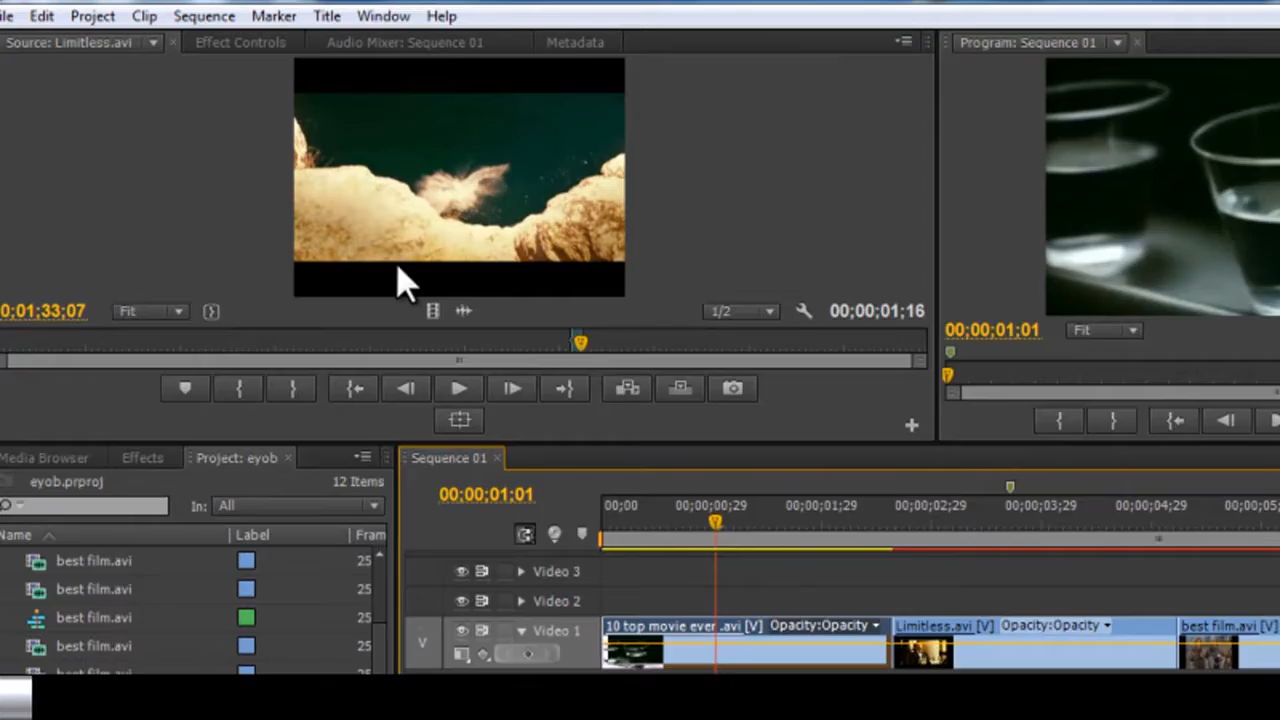 ile Edit Project Clip Sequence Marker Title Window Help
Source: Limitless.avi Effect Controls Audio Mixer: Sequence 01 Metadata Program: Sequence 01
0;00;01;33;07 Fit 1/2 00;00;01;16
00;00;01;01 Fit
Media Browser Effects Project: eyob × Sequence 01 ×
eyob.prproj 12 Items
00;00;01;01
In: All
00;00 00;00;00;29 00;00;01;29 00;00;02;29 00;00;03;29 00;00;04;29 00;00;05;
Name Label Fram
best film.avi 25
best film.avi 25
best film.avi 25
best film.avi 25
Video 3
Video 2
V Video 1
10 top movie ever .avi [V] Opacity:Opacity Limitless.avi [V] Opacity:Opacity best film.avi [V]